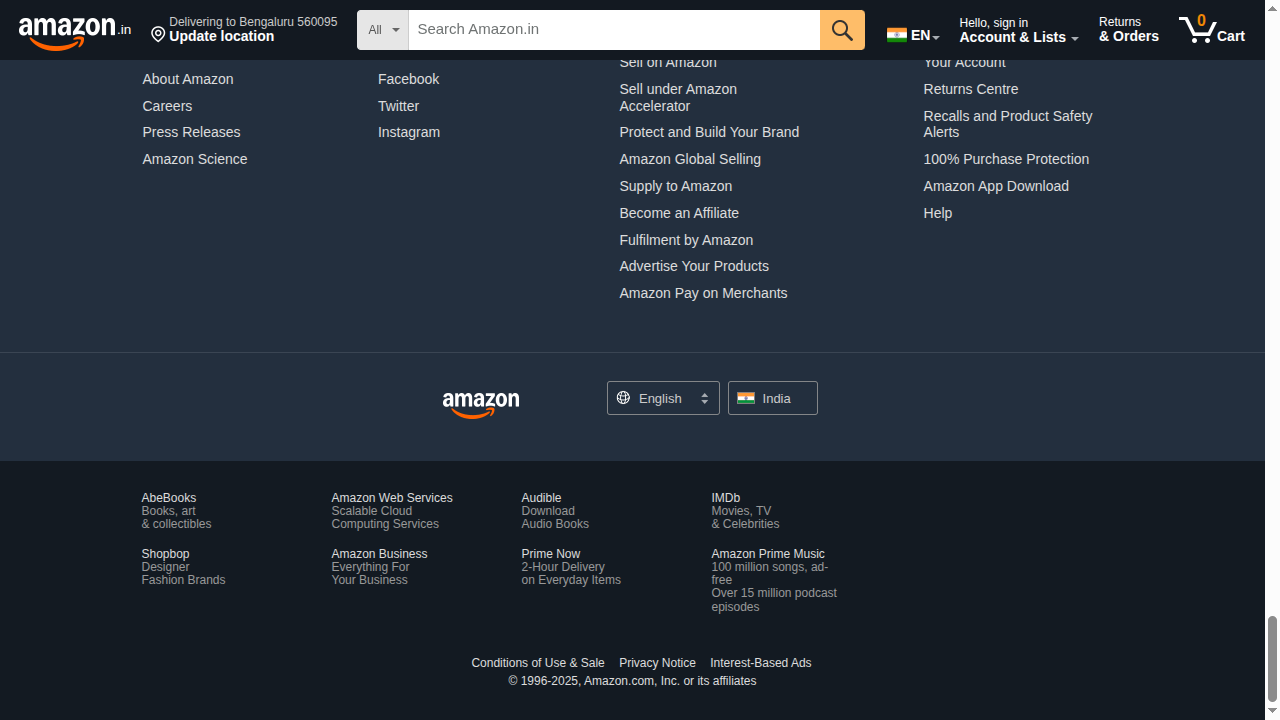 amazon.in
Delivering to Bengaluru 560095
Update location
All
Search Amazon.in
EN
Hello, sign in
Account & Lists
Returns
& Orders
0
Cart
About Amazon
Careers
Press Releases
Amazon Science
Facebook
Twitter
Instagram
Sell on Amazon
Sell under Amazon
Accelerator
Protect and Build Your Brand
Amazon Global Selling
Supply to Amazon
Become an Affiliate
Fulfilment by Amazon
Advertise Your Products
Amazon Pay on Merchants
Your Account
Returns Centre
Recalls and Product Safety
Alerts
100% Purchase Protection
Amazon App Download
Help
amazon
English
India
AbeBooks
Books, art
& collectibles
Amazon Web Services
Scalable Cloud
Computing Services
Audible
Download
Audio Books
IMDb
Movies, TV
& Celebrities
Shopbop
Designer
Fashion Brands
Amazon Business
Everything For
Your Business
Prime Now
2-Hour Delivery
on Everyday Items
Amazon Prime Music
100 million songs, ad-
free
Over 15 million podcast
episodes
Conditions of Use & Sale
Privacy Notice
Interest-Based Ads
© 1996-2025, Amazon.com, Inc. or its affiliates